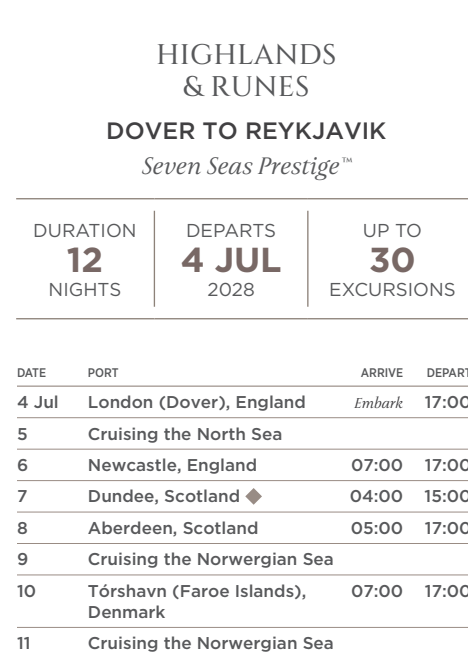 HIGHLANDS
& RUNES
DOVER TO REYKJAVIK
Seven Seas Prestige™
DURATION
12
NIGHTS
DEPARTS
4 JUL
2028
UP TO
30
EXCURSIONS
DATE PORT ARRIVE DEPART
4 Jul London (Dover), England Embark 17:00
5 Cruising the North Sea
6 Newcastle, England 07:00 17:00
7 Dundee, Scotland ◆ 04:00 15:00
8 Aberdeen, Scotland 05:00 17:00
9 Cruising the Norwegian Sea
10 Tórshavn (Faroe Islands), 07:00 17:00
Denmark
11 Cruising the Norwegian Sea